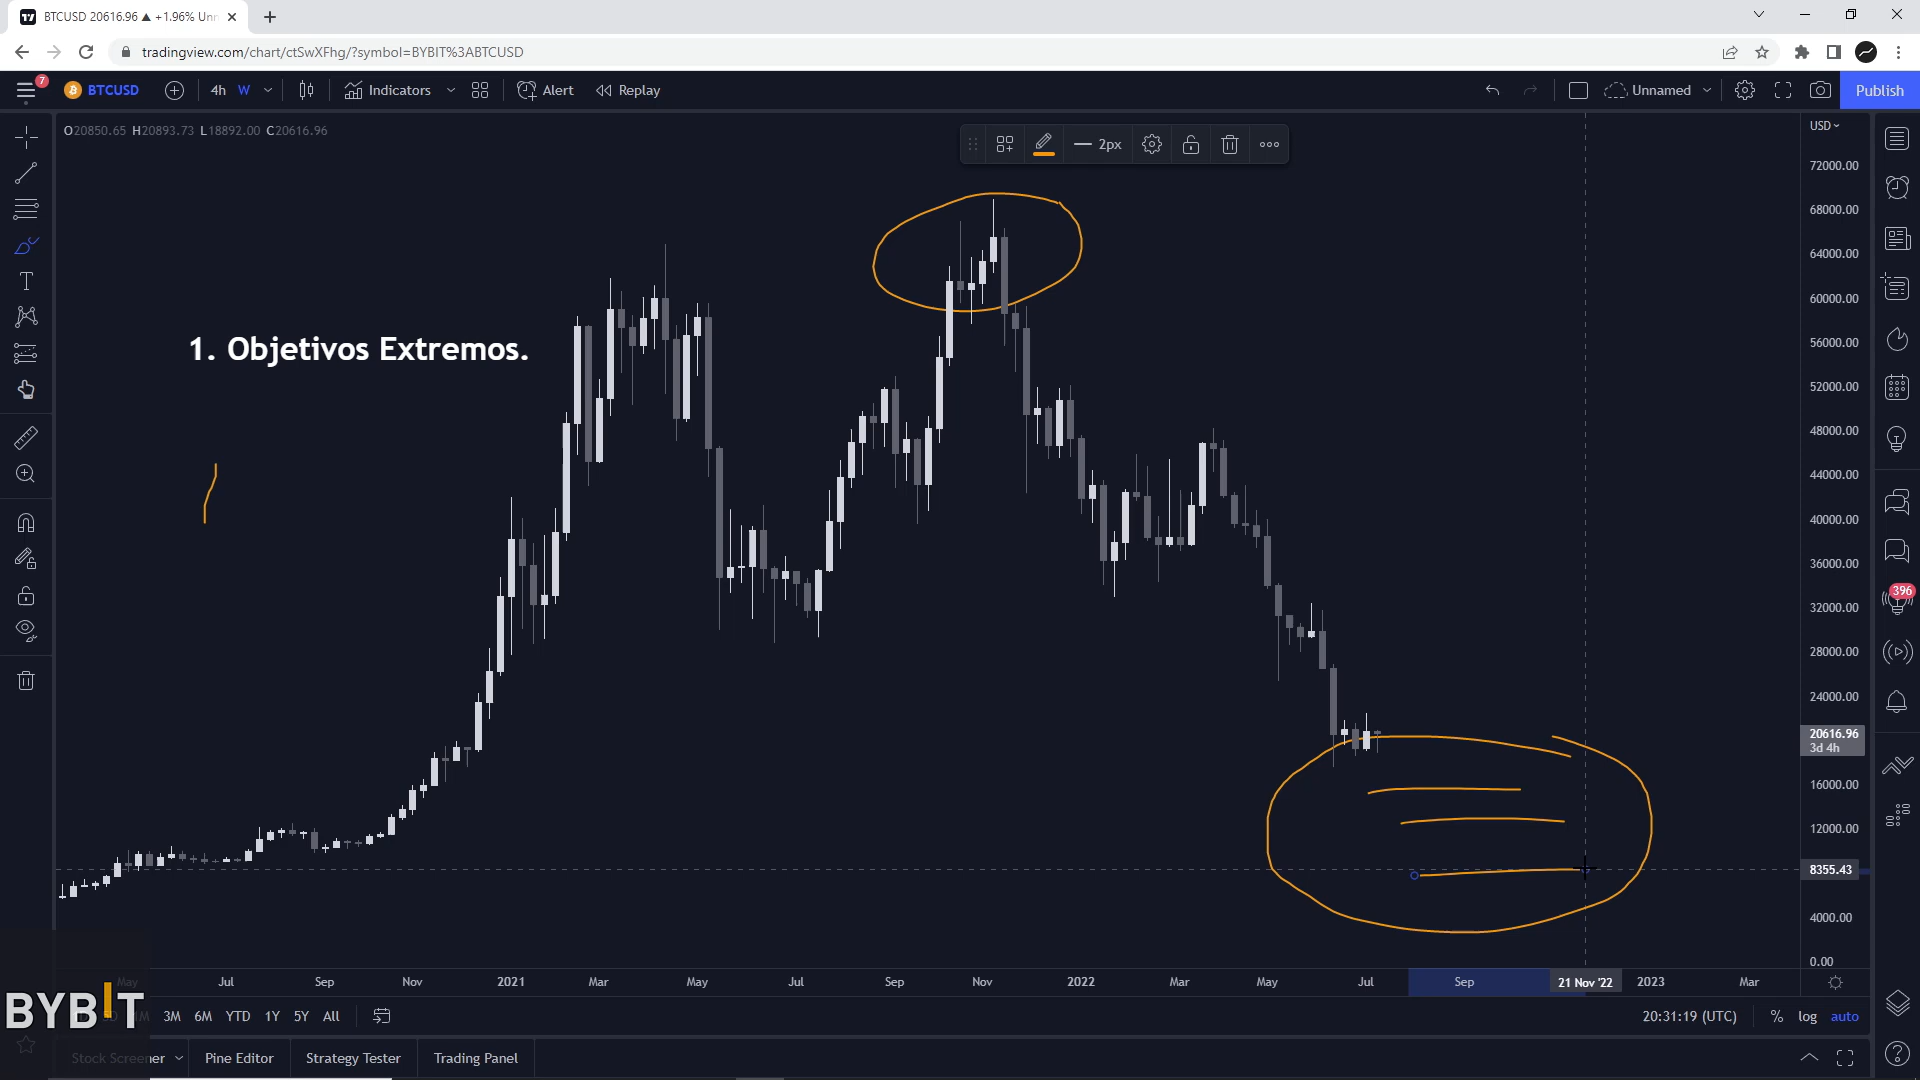 BTCUSD 20616.96 ▲ +1.96% Unn
tradingview.com/chart/ctSwXFhg/?symbol=BYBIT%3ABTCUSD
7
BTCUSD
4h W
Indicators
Alert
Replay
Unnamed
Publish
O20850.65 H20893.73 L18892.00 C20616.96
2px
USD
72000.00
68000.00
64000.00
60000.00
56000.00
52000.00
48000.00
44000.00
40000.00
36000.00
32000.00
28000.00
24000.00
20616.96
3d 4h
16000.00
12000.00
8355.43
4000.00
0.00
1. Objetivos Extremos.
396
May Jul Sep Nov 2021 Mar May Jul Sep Nov 2022 Mar May Jul Sep 21 Nov '22 2023 Mar
BYBIT
1M 3M 6M YTD 1Y 5Y All
20:31:19 (UTC) % log auto
Stock Screener Pine Editor Strategy Tester Trading Panel